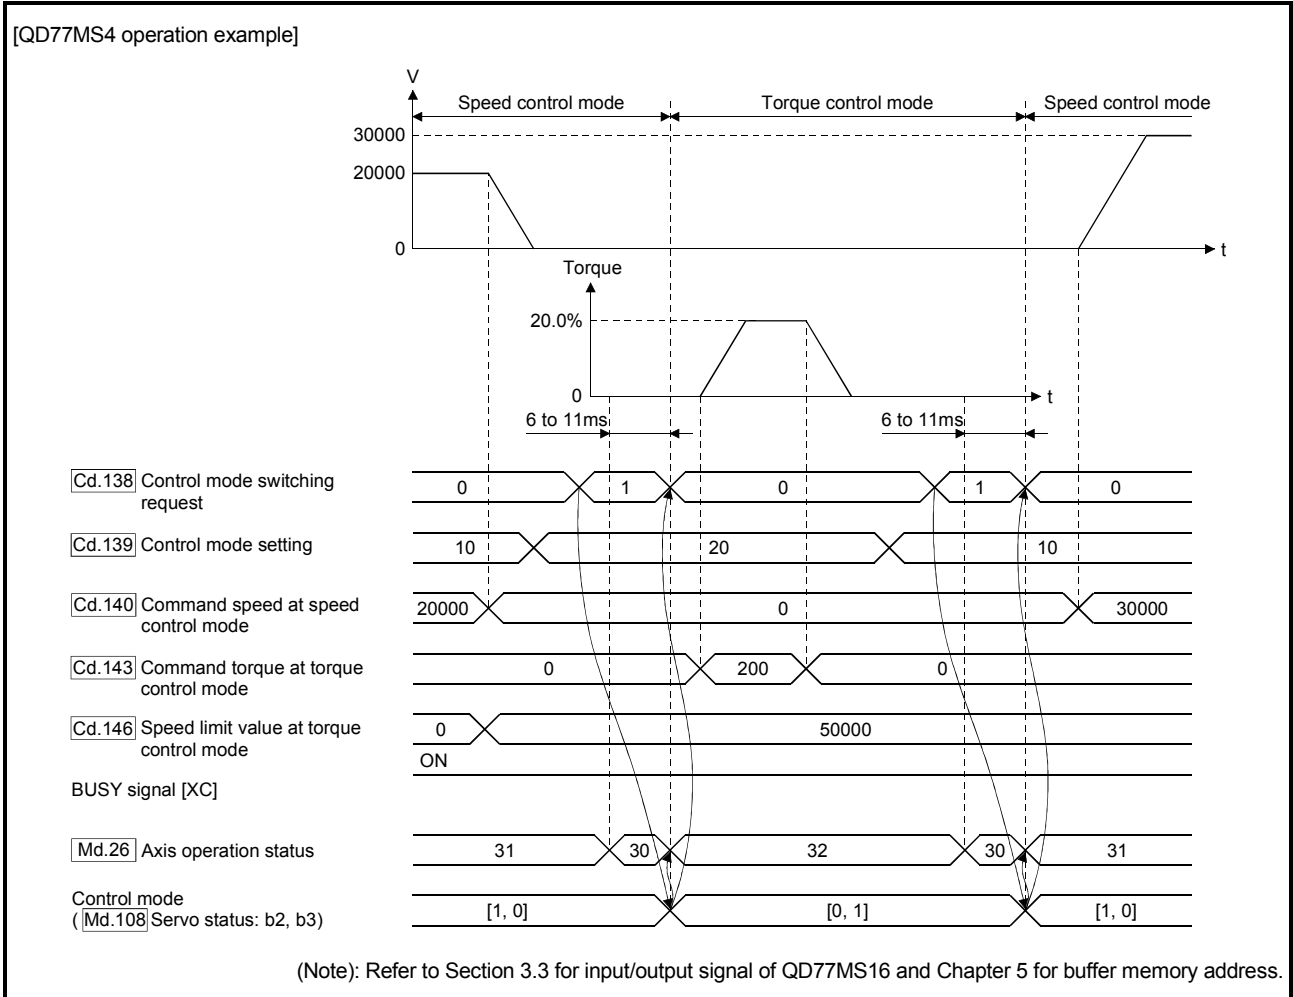 [QD77MS4 operation example]
V
Speed control mode
Torque control mode
Speed control mode
30000
20000
0
t
Torque
20.0%
0
t
6 to 11ms
6 to 11ms
Cd.138 Control mode switching
request
0
1
0
1
0
Cd.139 Control mode setting
10
20
10
Cd.140 Command speed at speed
control mode
20000
0
30000
Cd.143 Command torque at torque
control mode
0
200
0
Cd.146 Speed limit value at torque
control mode
0
50000
ON
BUSY signal [XC]
Md.26 Axis operation status
31
30
32
30
31
Control mode
( Md.108 Servo status: b2, b3)
[1, 0]
[0, 1]
[1, 0]
(Note): Refer to Section 3.3 for input/output signal of QD77MS16 and Chapter 5 for buffer memory address.